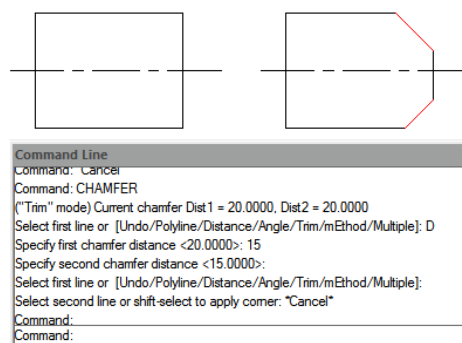 Command Line
Command: *Cancel*
Command: CHAMFER
("Trim" mode) Current chamfer Dist1 = 20.0000, Dist2 = 20.0000
Select first line or  [Undo/Polyline/Distance/Angle/Trim/mEthod/Multiple]: D
Specify first chamfer distance <20.0000>: 15
Specify second chamfer distance <15.0000>:
Select first line or  [Undo/Polyline/Distance/Angle/Trim/mEthod/Multiple]:
Select second line or shift-select to apply corner: *Cancel*
Command:
Command: